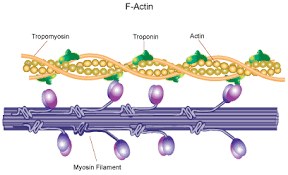 F-Actin
Tropomyosin
Troponin
Actin
Myosin Filament